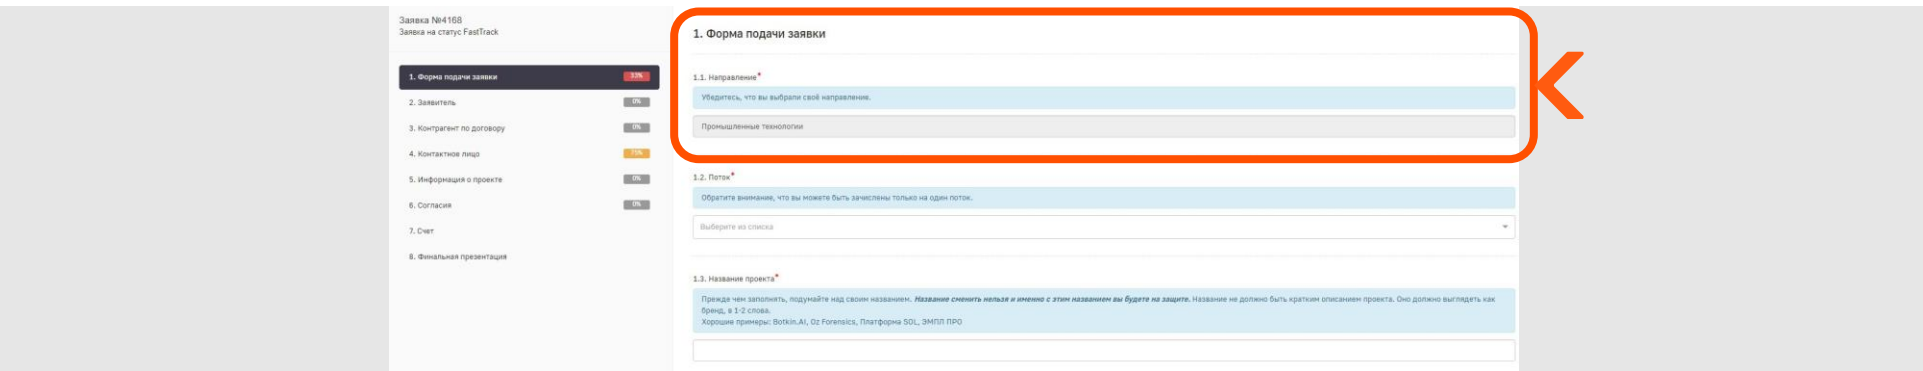 Заявка №4168
Заявка на статус FastTrack
1. Форма подачи заявки 33%
2. Заявитель 0%
3. Контрагент по договору 0%
4. Контактное лицо 75%
5. Информация о проекте 0%
6. Согласия 0%
7. Счет
8. Финальная презентация
1. Форма подачи заявки
1.1. Направление*
Убедитесь, что вы выбрали своё направление.
Промышленные технологии
1.2. Поток*
Обратите внимание, что вы можете быть зачислены только на один поток.
Выберите из списка
1.3. Название проекта*
Прежде чем заполнять, подумайте над своим названием. Название сменить нельзя и именно с этим названием вы будете на защите. Название не должно быть кратким описанием проекта. Оно должно выглядеть как
бренд, в 1-2 слова.
Хорошие примеры: Botkin.AI, Oz Forensics, Платформа SOL, ЭМПЛ ПРО